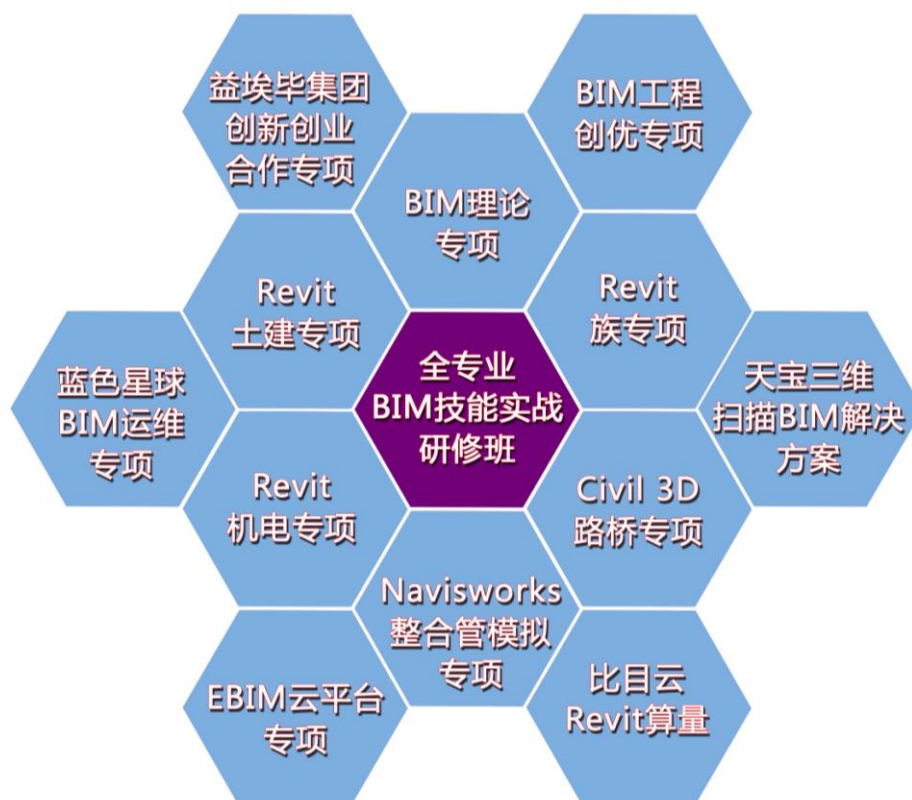 益埃毕集团
创新创业
合作专项
BIM工程
创优专项
BIM理论
专项
Revit
土建专项
Revit
族专项
蓝色星球
BIM运维
专项
全专业
BIM技能实战
研修班
天宝三维
扫描BIM解决
方案
Revit
机电专项
Civil 3D
路桥专项
Navisworks
整合管模拟
专项
EBIM云平台
专项
比目云
Revit算量